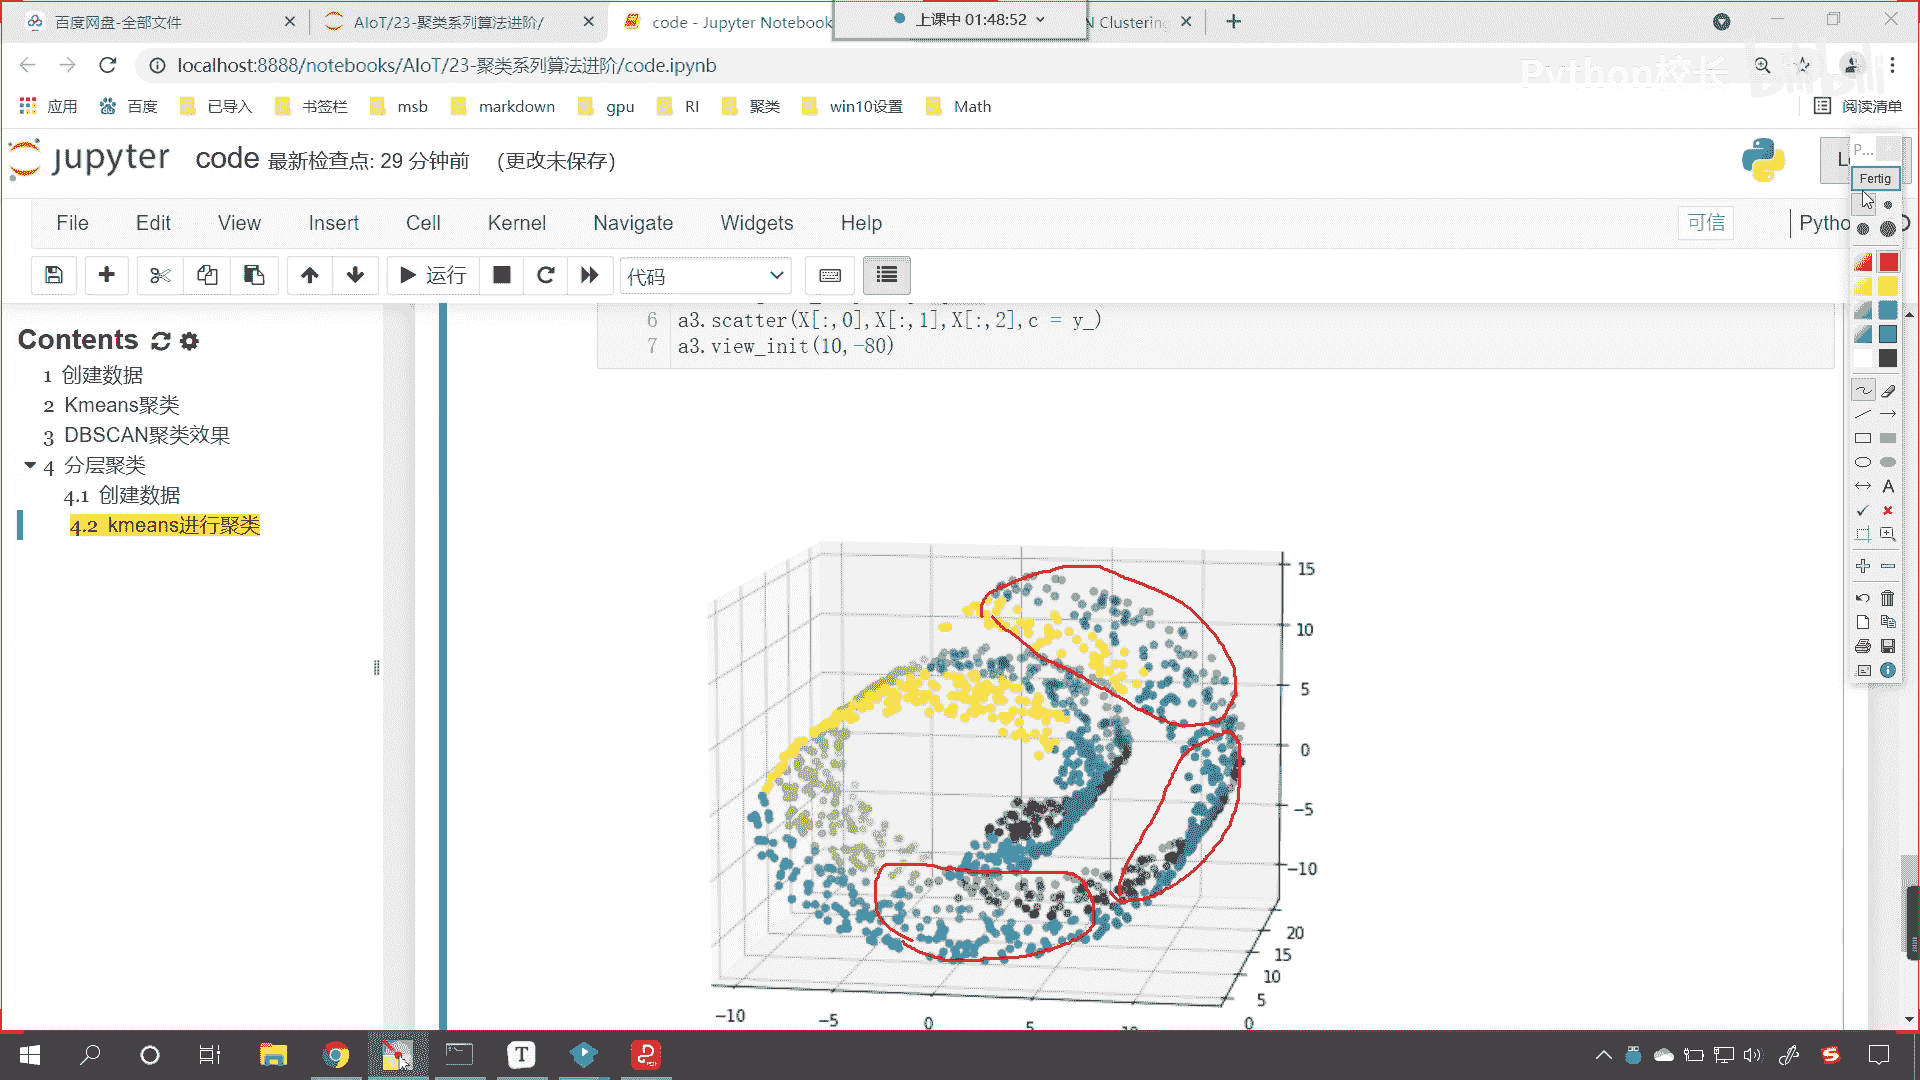 百度网盘-全部文件
AIoT/23-聚类系列算法进阶/
code - Jupyter Notebook
上课中 01:48:52
N Clustering
localhost:8888/notebooks/AIoT/23-聚类系列算法进阶/code.ipynb
Python校长
bilibili
应用
百度
已导入
书签栏
msb
markdown
gpu
RI
聚类
win10设置
Math
阅读清单
jupyter
code 最新检查点: 29 分钟前 (更改未保存)
P...
Fertig
File
Edit
View
Insert
Cell
Kernel
Navigate
Widgets
Help
可信
Pytho
运行
代码
Contents
1 创建数据
2 Kmeans聚类
3 DBSCAN聚类效果
4 分层聚类
4.1 创建数据
4.2 kmeans进行聚类
6 a3.scatter(X[:,0],X[:,1],X[:,2],c = y_)
7 a3.view_init(10,-80)
15
10
5
0
-5
-10
20
15
10
5
0
-10
-5
0
5
A
T
S